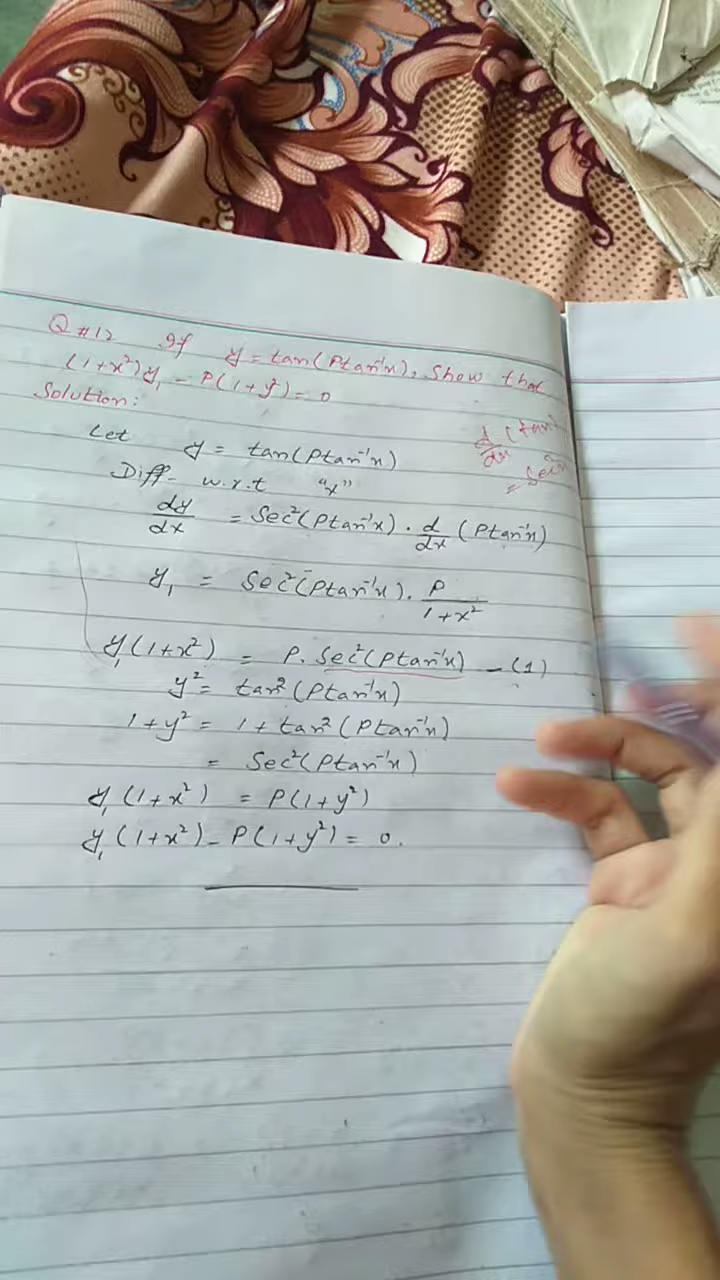 Q #12 If y = tan(Ptan⁻¹x), Show that
(1+x²)y₁ - P(1+y²) = 0
Solution:
Let y = tan(Ptan⁻¹x)
Diff- w.r.t "x"
dy/dx = Sec²(Ptan⁻¹x) . d/dx (Ptan⁻¹x)
d/dx (tan
= Sec²
y₁ = Sec²(Ptan⁻¹x) . P/1+x²
y₁(1+x²) = P. Sec²(Ptan⁻¹x) - (1)
y² = tan²(Ptan⁻¹x)
1+y² = 1+tan²(Ptan⁻¹x)
= Sec²(Ptan⁻¹x)
y₁(1+x²) = P(1+y²)
y₁(1+x²) - P(1+y²) = 0.